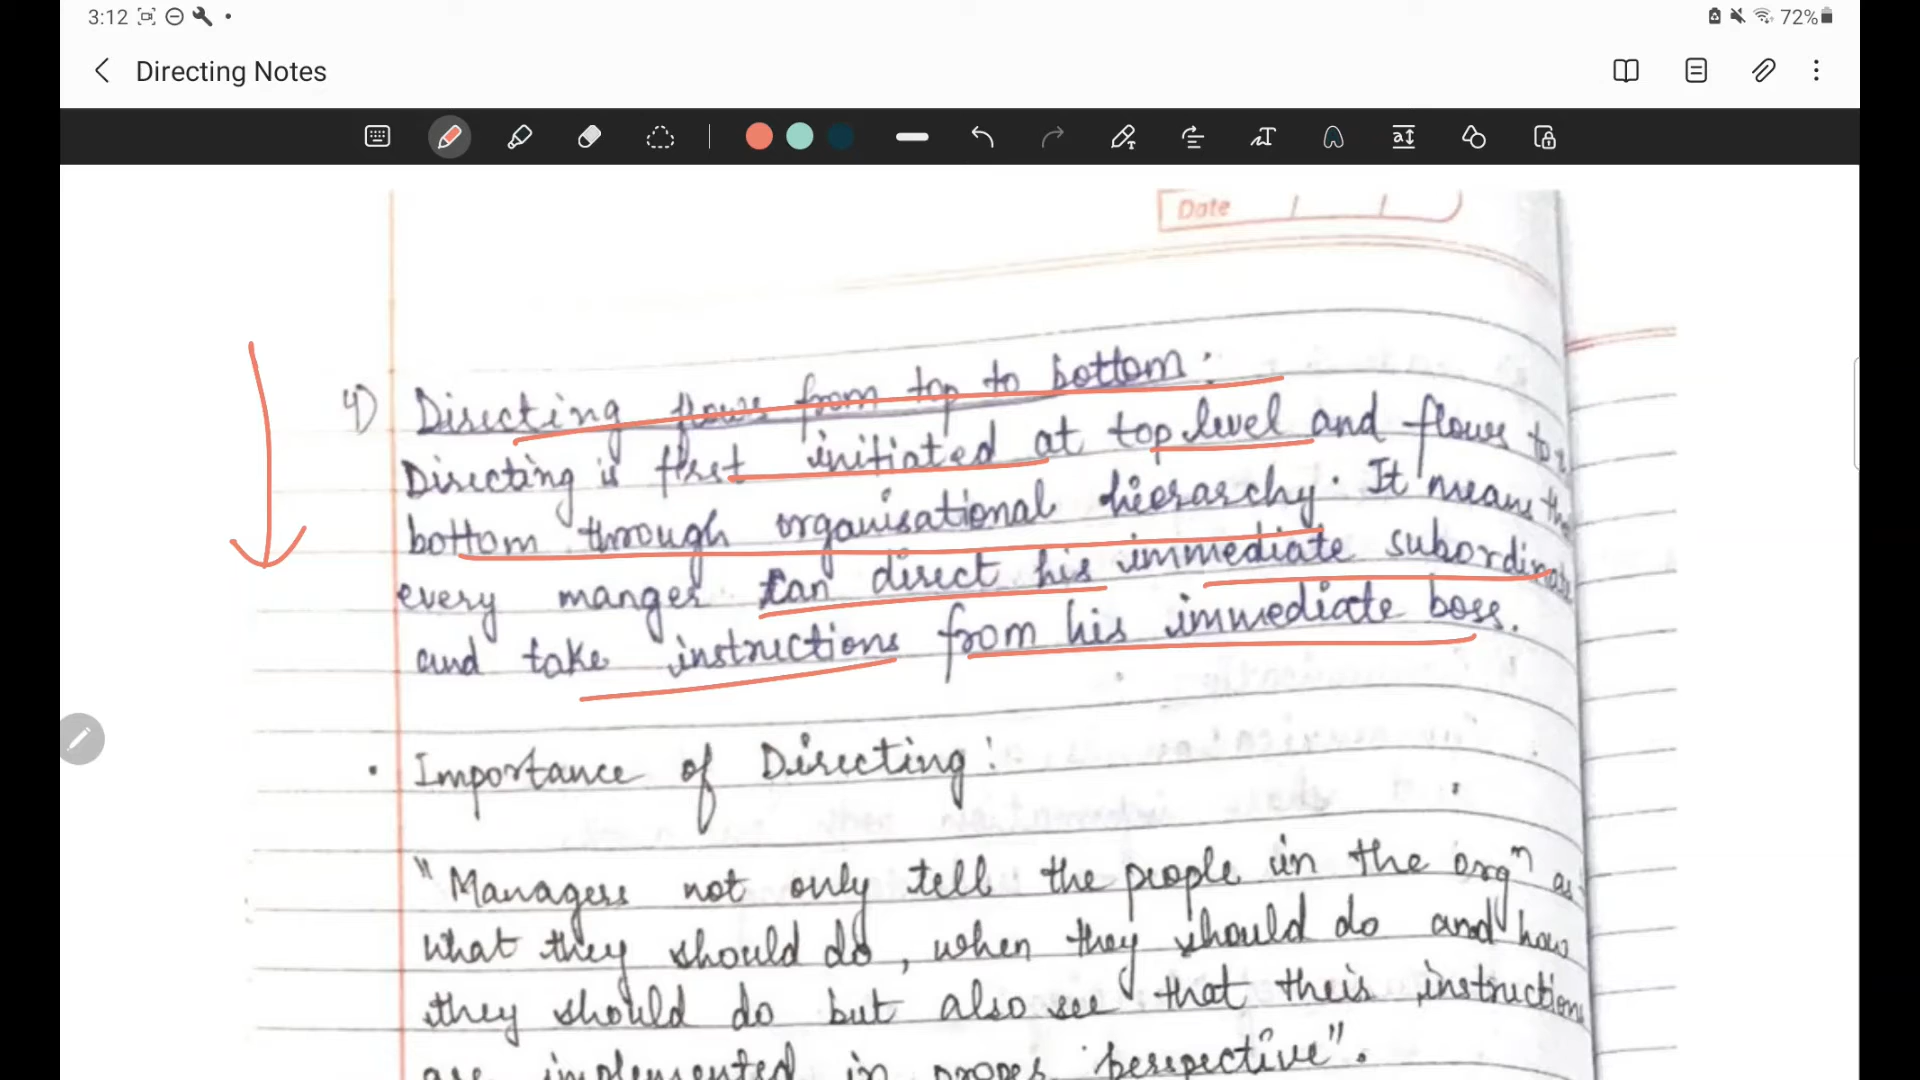 3:12
72%
Directing Notes
Date
4) Directing flows from top to bottom.
Directing is first initiated at top level and flows to
bottom through organisational hierarchy. It means
every manger can direct his immediate subordinate
and take instructions from his immediate boss.
• Importance of Directing:
"Managers not only tell the people in the orgⁿ as
what they should do, when they should do and how
they should do but also see that their instructions
are implemented in proper perspective".